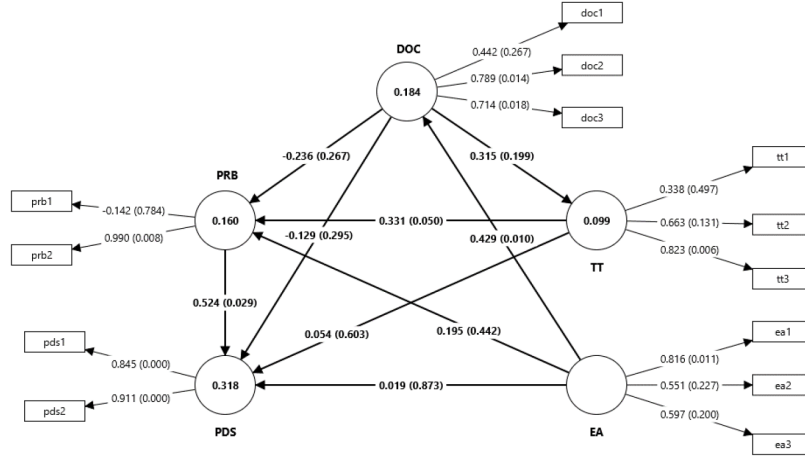 doc1
0.442 (0.267)
DOC
doc2
0.789 (0.014)
0.184
0.714 (0.018)
doc3
-0.236 (0.267)
0.315 (0.199)
tt1
PRB
0.338 (0.497)
prb1
-0.142 (0.784)
0.160
0.331 (0.050)
0.099
0.663 (0.131)
tt2
-0.129 (0.295)
0.429 (0.010)
prb2
0.990 (0.008)
0.823 (0.006)
TT
tt3
0.524 (0.029)
0.054 (0.603)
0.195 (0.442)
pds1
0.845 (0.000)
ea1
0.816 (0.011)
0.318
0.019 (0.873)
0.551 (0.227)
ea2
pds2
0.911 (0.000)
0.597 (0.200)
PDS
EA
ea3